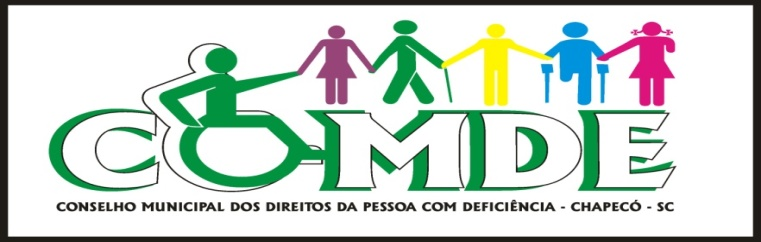 COMDE
CONSELHO MUNICIPAL DOS DIREITOS DA PESSOA COM DEFICIÊNCIA - CHAPECÓ - SC